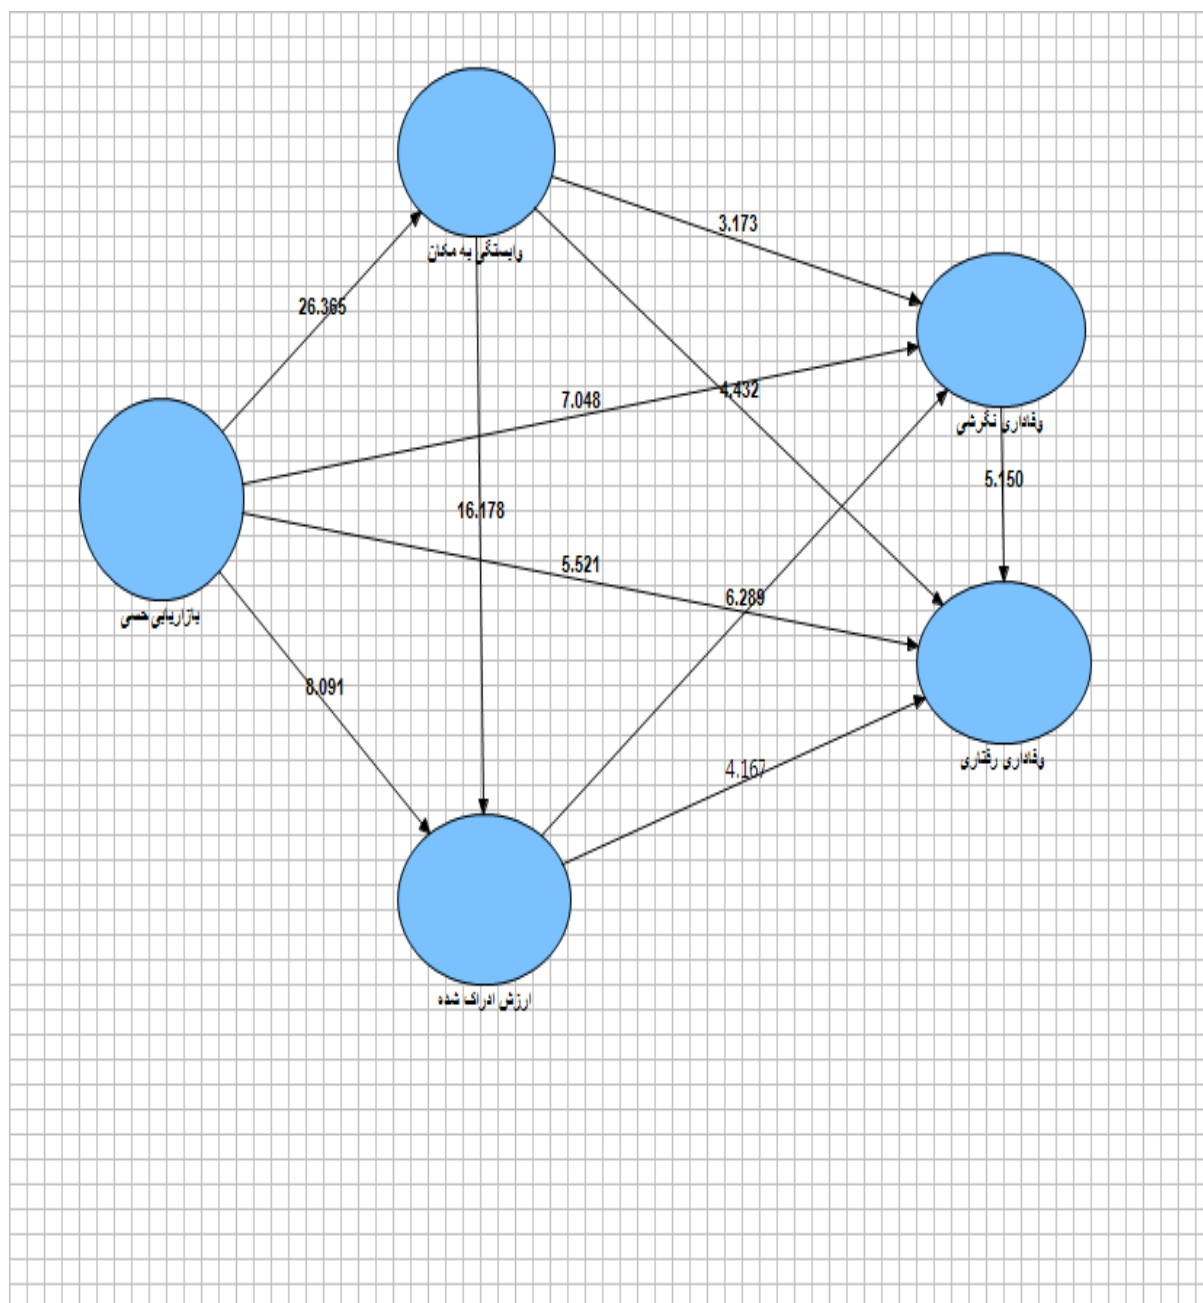 وابستگی به مکان
3.173
26.365
4.432
7.048
وفاداری نگرشی
5.150
16.178
5.521
6.289
بازاریابی حسی
8.091
وفاداری رفتاری
4.167
ارزش ادراک شده